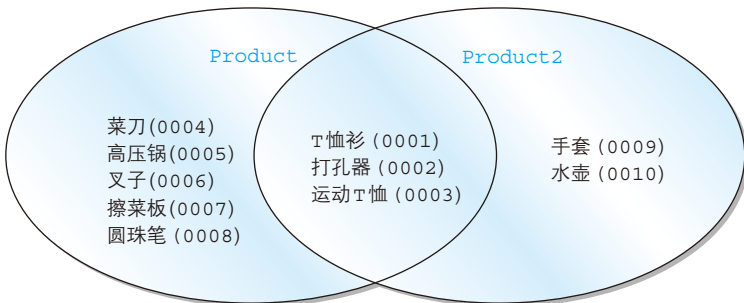 Product
Product2
菜刀(0004)
高压锅(0005)
叉子(0006)
擦菜板(0007)
圆珠笔(0008)
T恤衫(0001)
打孔器(0002)
运动T恤(0003)
手套(0009)
水壶(0010)